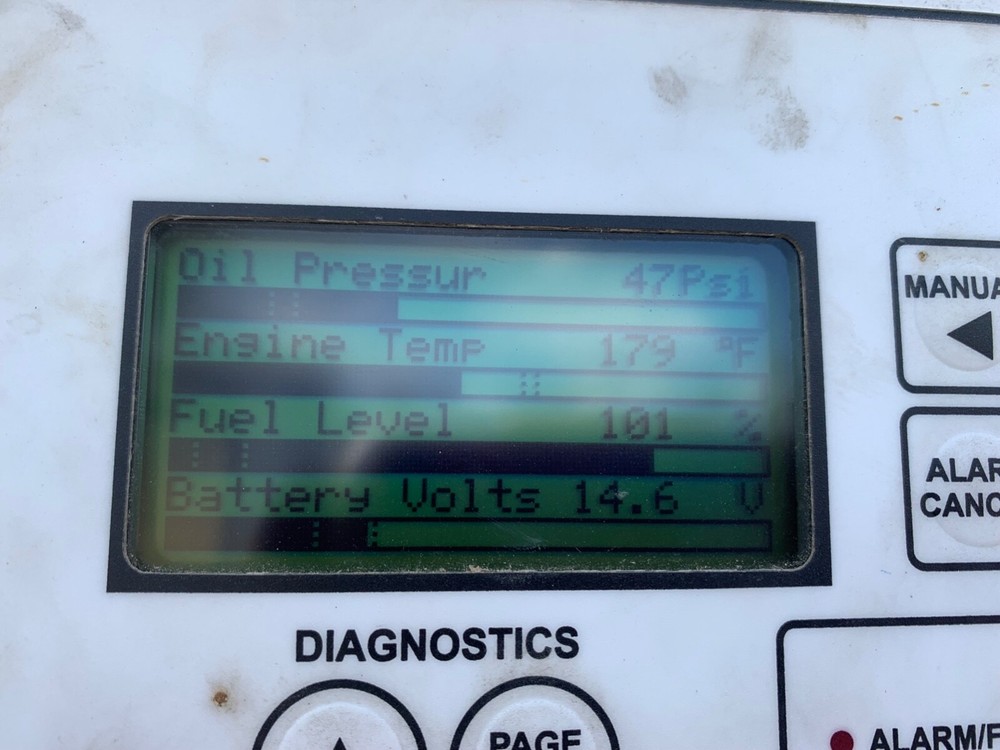 Oil Pressur 47Psi
Engine Temp 179 °F
Fuel Level 101 %
Battery Volts 14.6 V
MANUA
ALAR
CANC
DIAGNOSTICS
PAGE
ALARM/F